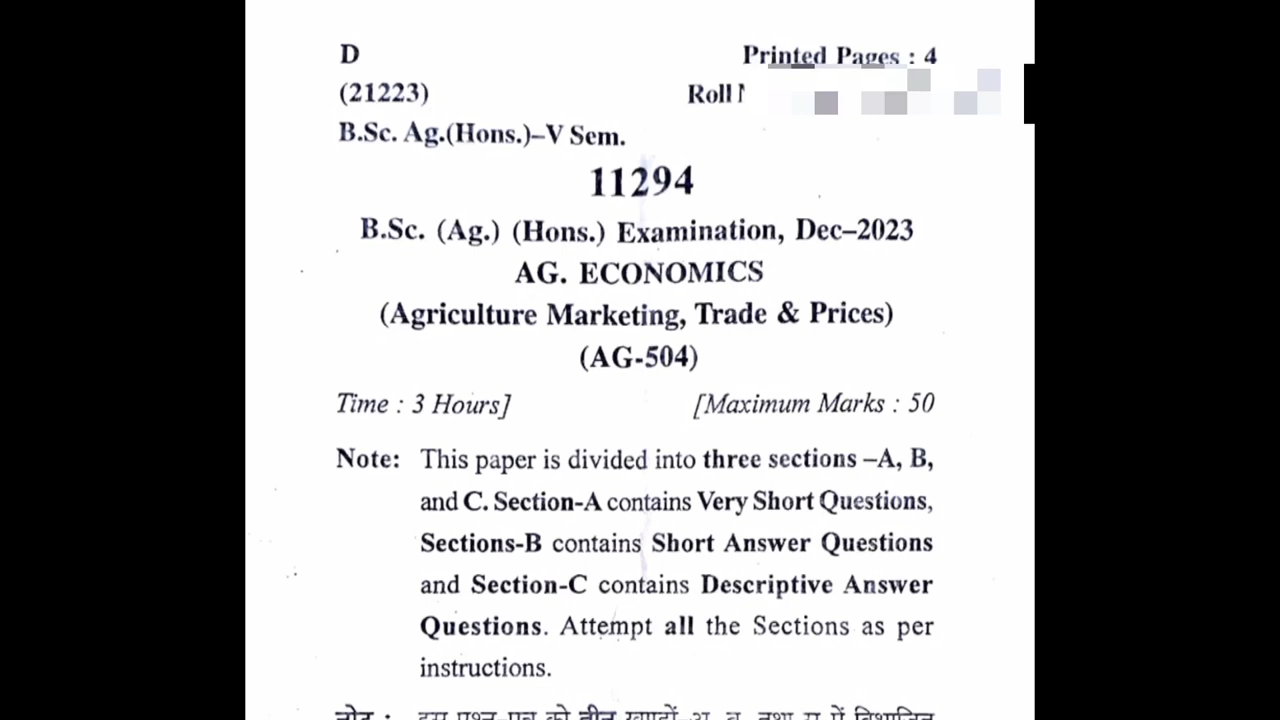 D
Printed Pages : 4
(21223)
Roll
B.Sc. Ag.(Hons.)–V Sem.
11294
B.Sc. (Ag.) (Hons.) Examination, Dec–2023
AG. ECONOMICS
(Agriculture Marketing, Trade & Prices)
(AG-504)
Time : 3 Hours]
[Maximum Marks : 50
Note: This paper is divided into three sections –A, B,
and C. Section-A contains Very Short Questions,
Sections-B contains Short Answer Questions
and Section-C contains Descriptive Answer
Questions. Attempt all the Sections as per
instructions.